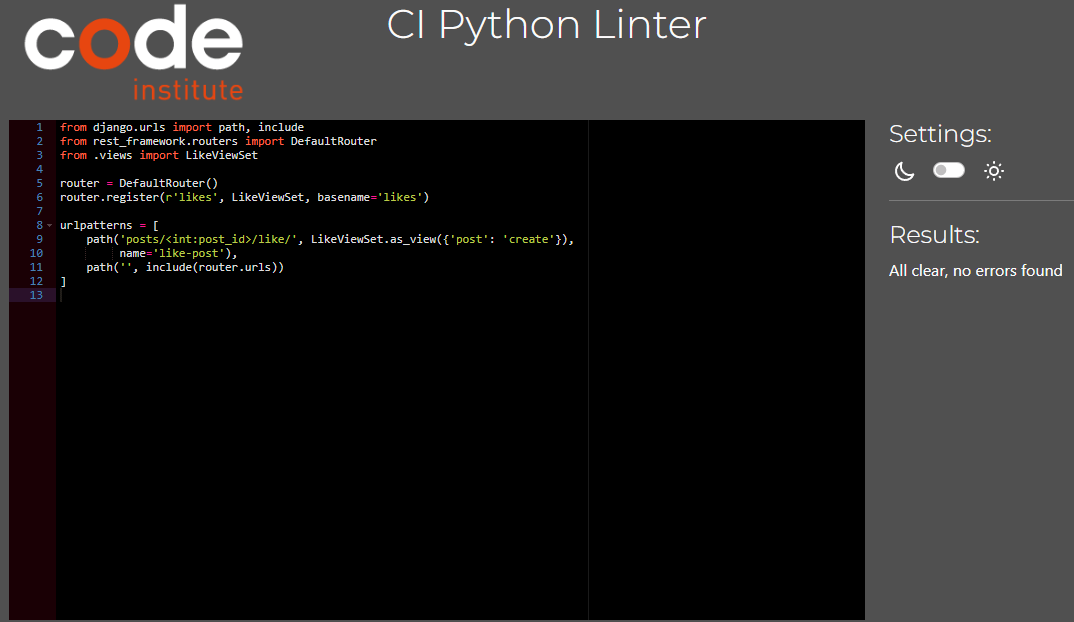 code
institute
CI Python Linter
1 from django.urls import path, include
2 from rest_framework.routers import DefaultRouter
3 from .views import LikeViewSet
4
5 router = DefaultRouter()
6 router.register(r'likes', LikeViewSet, basename='likes')
7
8 urlpatterns = [
9     path('posts/<int:post_id>/like/', LikeViewSet.as_view({'post': 'create'}),
10          name='like-post'),
11     path('', include(router.urls))
12 ]
13
Settings:
Results:
All clear, no errors found